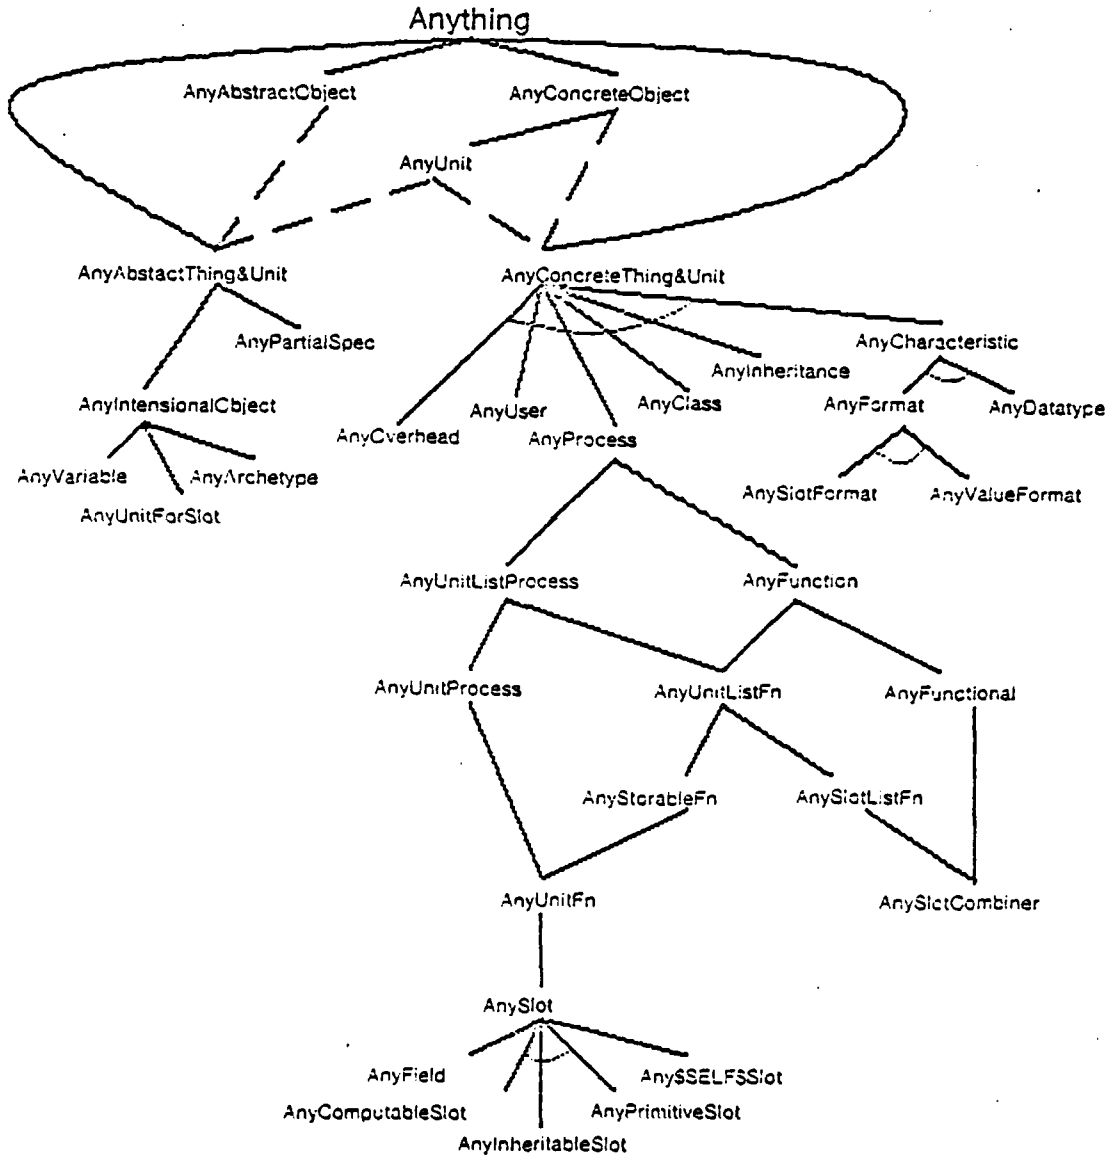 Anything
AnyAbstractObject
AnyConcreteObject
AnyUnit
AnyAbstactThing&Unit
AnyConcreteThing&Unit
AnyPartialSpec
AnyCharacteristic
AnyInheritance
AnyIntensionalObject
AnyUser
AnyClass
AnyFormat
AnyDatatype
AnyOverhead
AnyProcess
AnyVariable
AnyArchetype
AnySlotFormat
AnyValueFormat
AnyUnitForSlot
AnyUnitListProcess
AnyFunction
AnyUnitProcess
AnyUnitListFn
AnyFunctional
AnyStorableFn
AnySlotListFn
AnyUnitFn
AnySlotCombiner
AnySlot
AnyField
Any$SELF$Slot
AnyComputableSlot
AnyPrimitiveSlot
AnyInheritableSlot